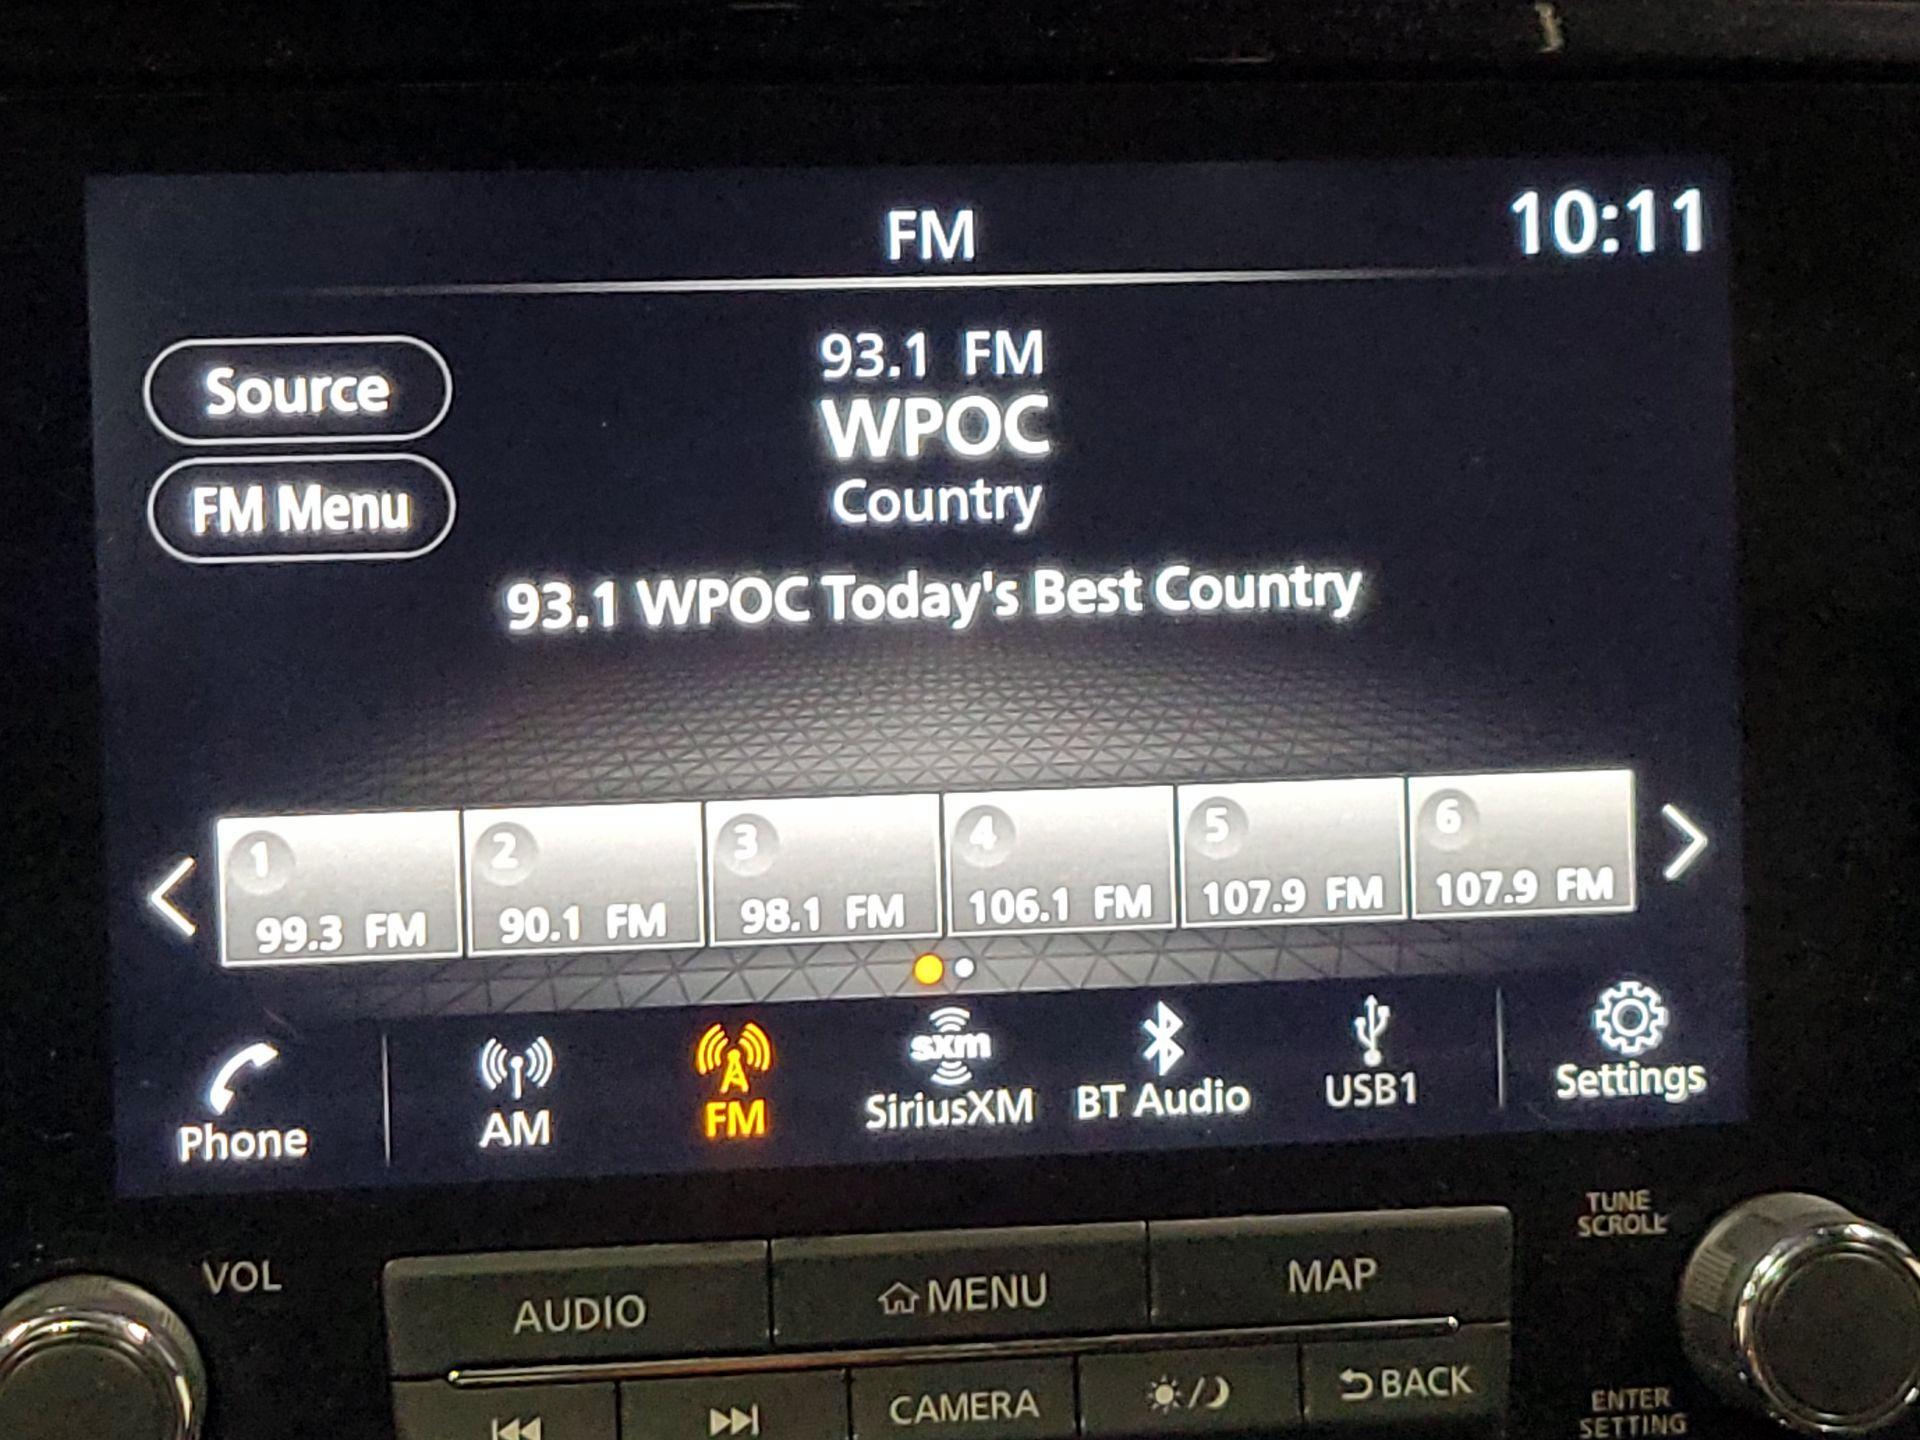 FM
10:11
Source
93.1 FM
WPOC
FM Menu
Country
93.1 WPOC Today's Best Country
1 2 3 4 5 6
99.3 FM 90.1 FM 98.1 FM 106.1 FM 107.9 FM 107.9 FM
sxm
Phone AM FM SiriusXM BT Audio USB1 Settings
TUNE
SCROLL
VOL
AUDIO MENU MAP
CAMERA BACK
ENTER
SETTING